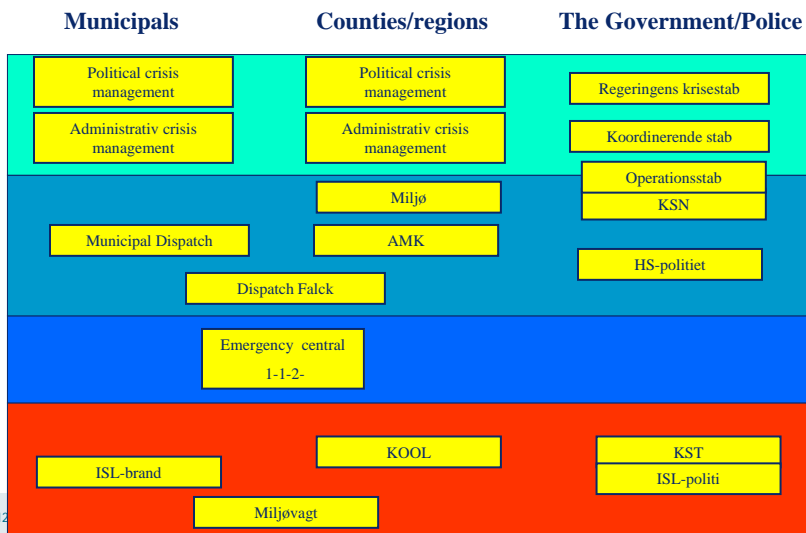 Municipals
Counties/regions
The Government/Police
Political crisis
management
Political crisis
management
Regeringens krisestab
Administrativ crisis
management
Administrativ crisis
management
Koordinerende stab
Operationsstab
Miljø
KSN
Municipal Dispatch
AMK
HS-politiet
Dispatch Falck
Emergency central
1-1-2-
KOOL
KST
ISL-brand
ISL-politi
Miljøvagt
12